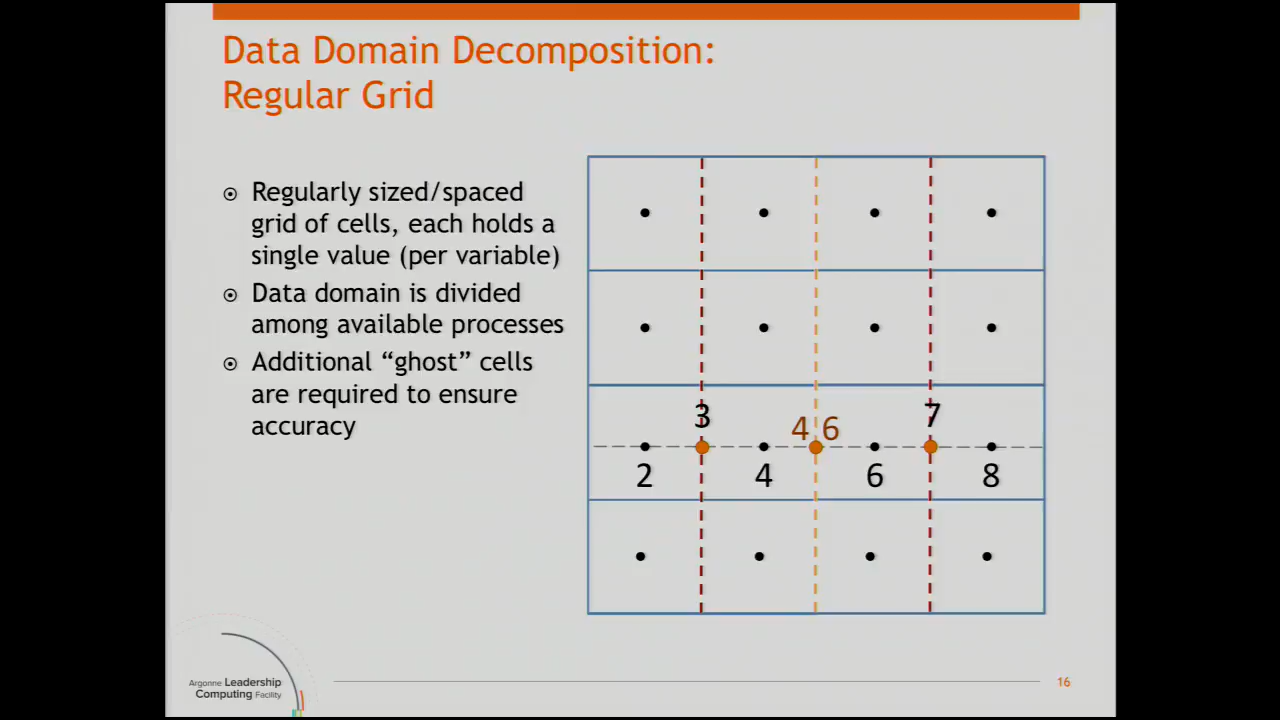 Data Domain Decomposition:
Regular Grid
Regularly sized/spaced
grid of cells, each holds a
single value (per variable)
Data domain is divided
among available processes
Additional “ghost” cells
are required to ensure
accuracy
3
4 6
7
2
4
6
8
Argonne Leadership
Computing Facility
16